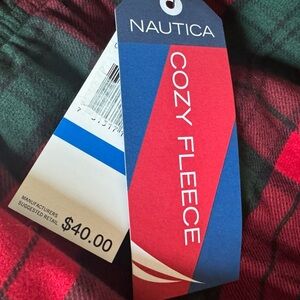 NAUTICA
COZY FLEECE
MANUFACTURERS
SUGGESTED RETAIL
$40.00